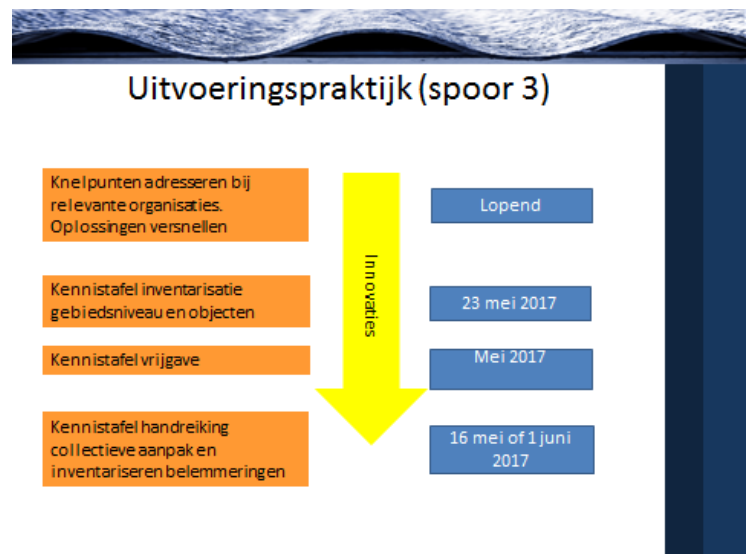 Uitvoeringspraktijk (spoor 3)
Knelpunten adresseren bij
relevante organisaties.
Oplossingen versnellen
Lopend
Innovaties
Kennistafel inventarisatie
gebiedsniveau en objecten
23 mei 2017
Kennistafel vrijgave
Mei 2017
Kennistafel handreiking
collectieve aanpak en
inventariseren belemmeringen
16 mei of 1 juni
2017